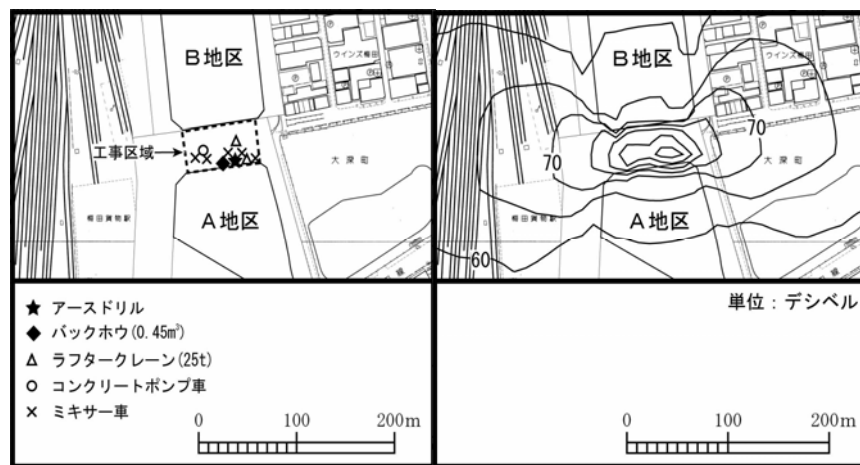 B地区
ウインズ梅田
工事区域
大深町
梅田貨物駅
A地区
★ アースドリル
◆ バックホウ(0.45m³)
△ ラフタークレーン(25t)
○ コンクリートポンプ車
× ミキサー車
0 100 200m
B地区
ウインズ梅田
70
70
大深町
梅田貨物駅
A地区
60
単位：デシベル
0 100 200m